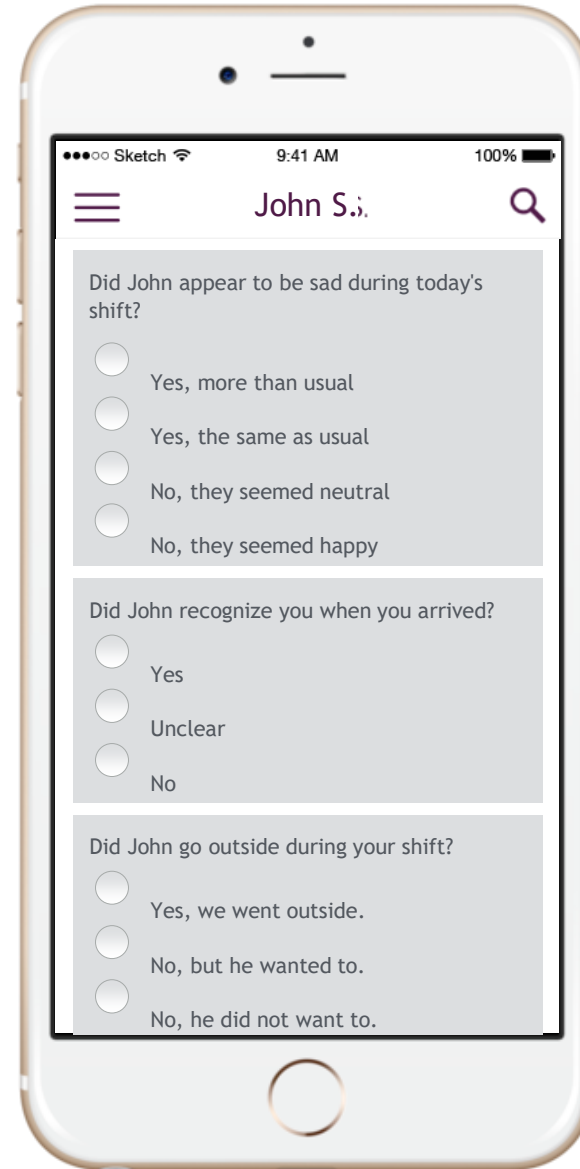 Sketch 9:41 AM 100%
John S.
Did John appear to be sad during today's
shift?
Yes, more than usual
Yes, the same as usual
No, they seemed neutral
No, they seemed happy
Did John recognize you when you arrived?
Yes
Unclear
No
Did John go outside during your shift?
Yes, we went outside.
No, but he wanted to.
No, he did not want to.